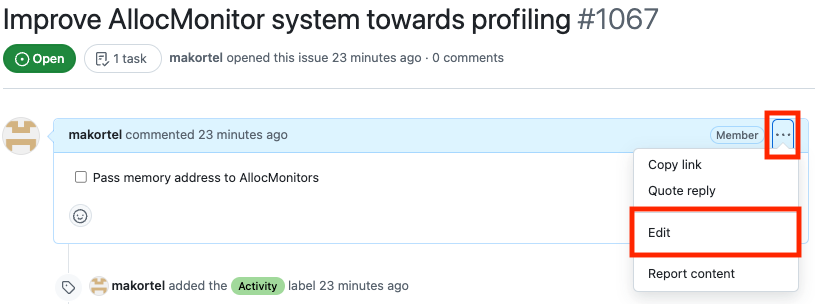 Improve AllocMonitor system towards profiling #1067
Open 1 task makortel opened this issue 23 minutes ago · 0 comments
makortel commented 23 minutes ago Member ...
Copy link
Pass memory address to AllocMonitors
Quote reply
Edit
Report content
makortel added the Activity label 23 minutes ago